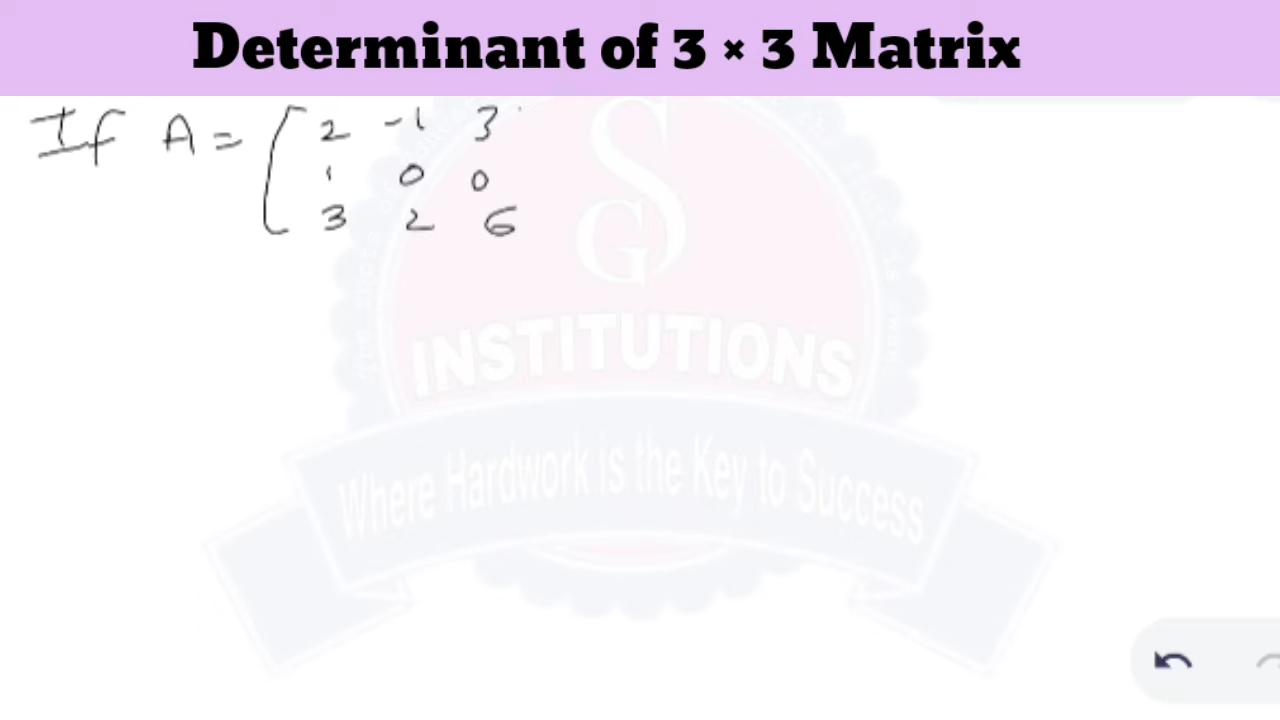 Determinant of 3 × 3 Matrix
If A = [ 2 -1 3
1 0 0
3 2 6
SG
INSTITUTIONS
Where Hardwork is the Key to Success